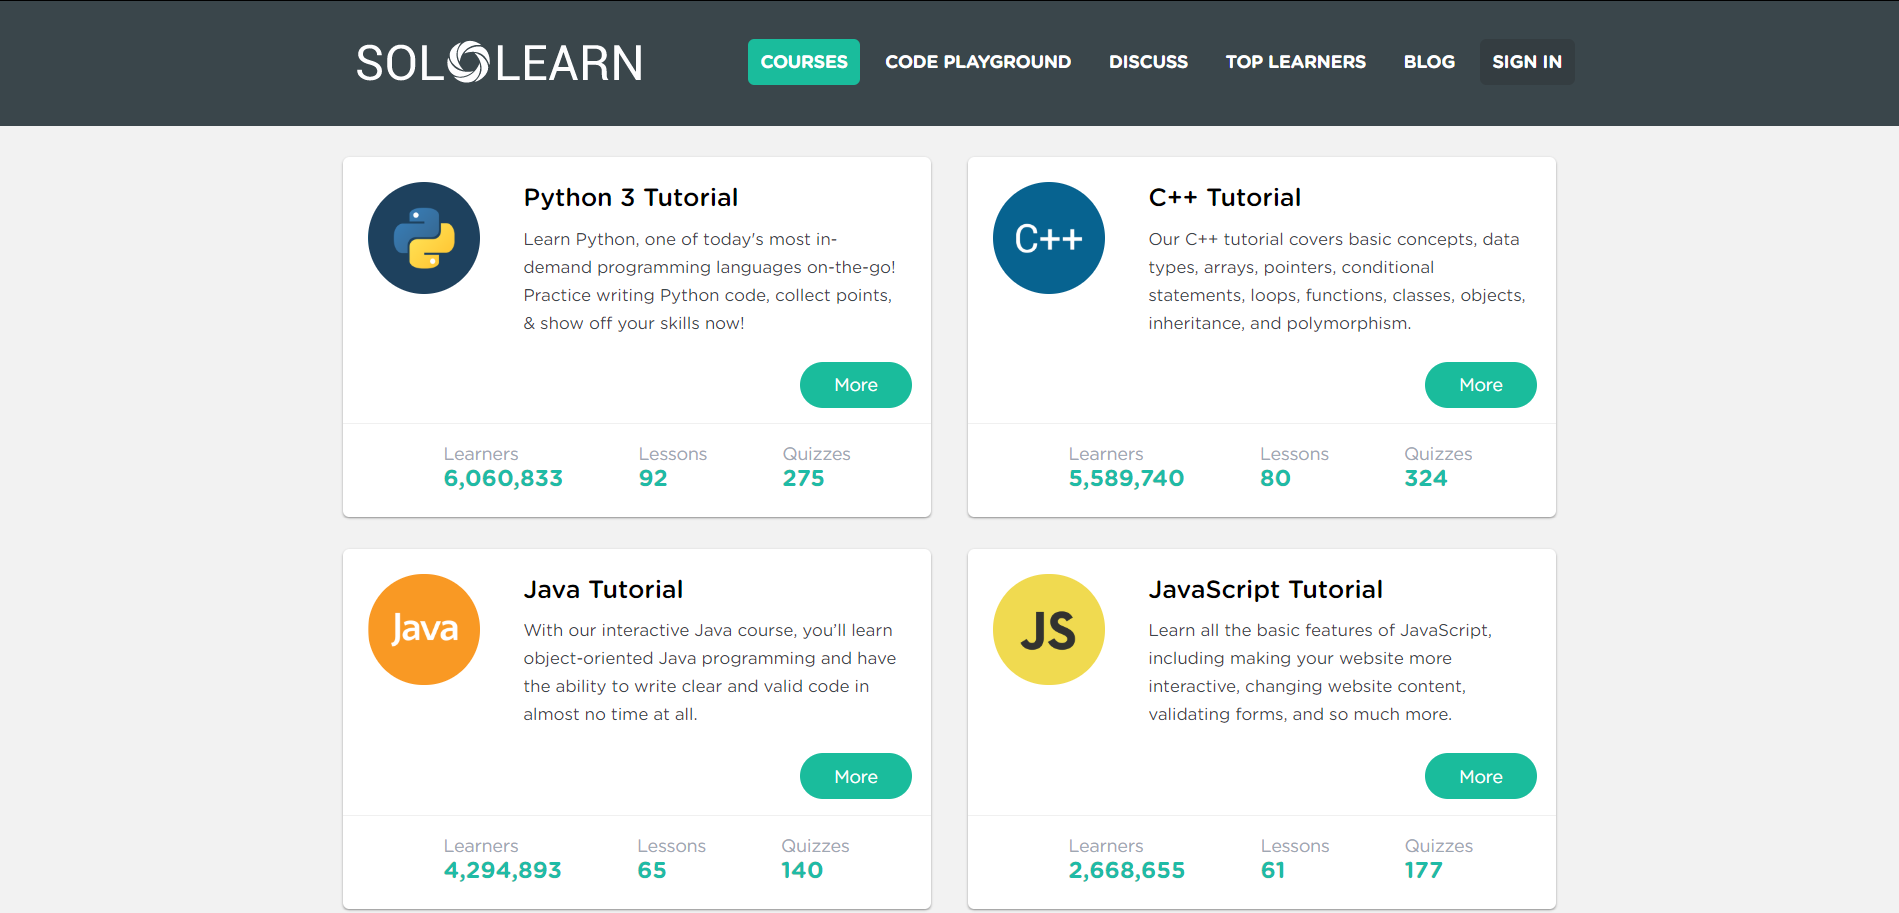 SOLOLEARN
COURSES CODE PLAYGROUND DISCUSS TOP LEARNERS BLOG SIGN IN
Python 3 Tutorial
Learn Python, one of today's most in-
demand programming languages on-the-go!
Practice writing Python code, collect points,
& show off your skills now!
More
Learners Lessons Quizzes
6,060,833 92 275
C++
C++ Tutorial
Our C++ tutorial covers basic concepts, data
types, arrays, pointers, conditional
statements, loops, functions, classes, objects,
inheritance, and polymorphism.
More
Learners Lessons Quizzes
5,589,740 80 324
Java
Java Tutorial
With our interactive Java course, you’ll learn
object-oriented Java programming and have
the ability to write clear and valid code in
almost no time at all.
More
Learners Lessons Quizzes
4,294,893 65 140
JS
JavaScript Tutorial
Learn all the basic features of JavaScript,
including making your website more
interactive, changing website content,
validating forms, and so much more.
More
Learners Lessons Quizzes
2,668,655 61 177